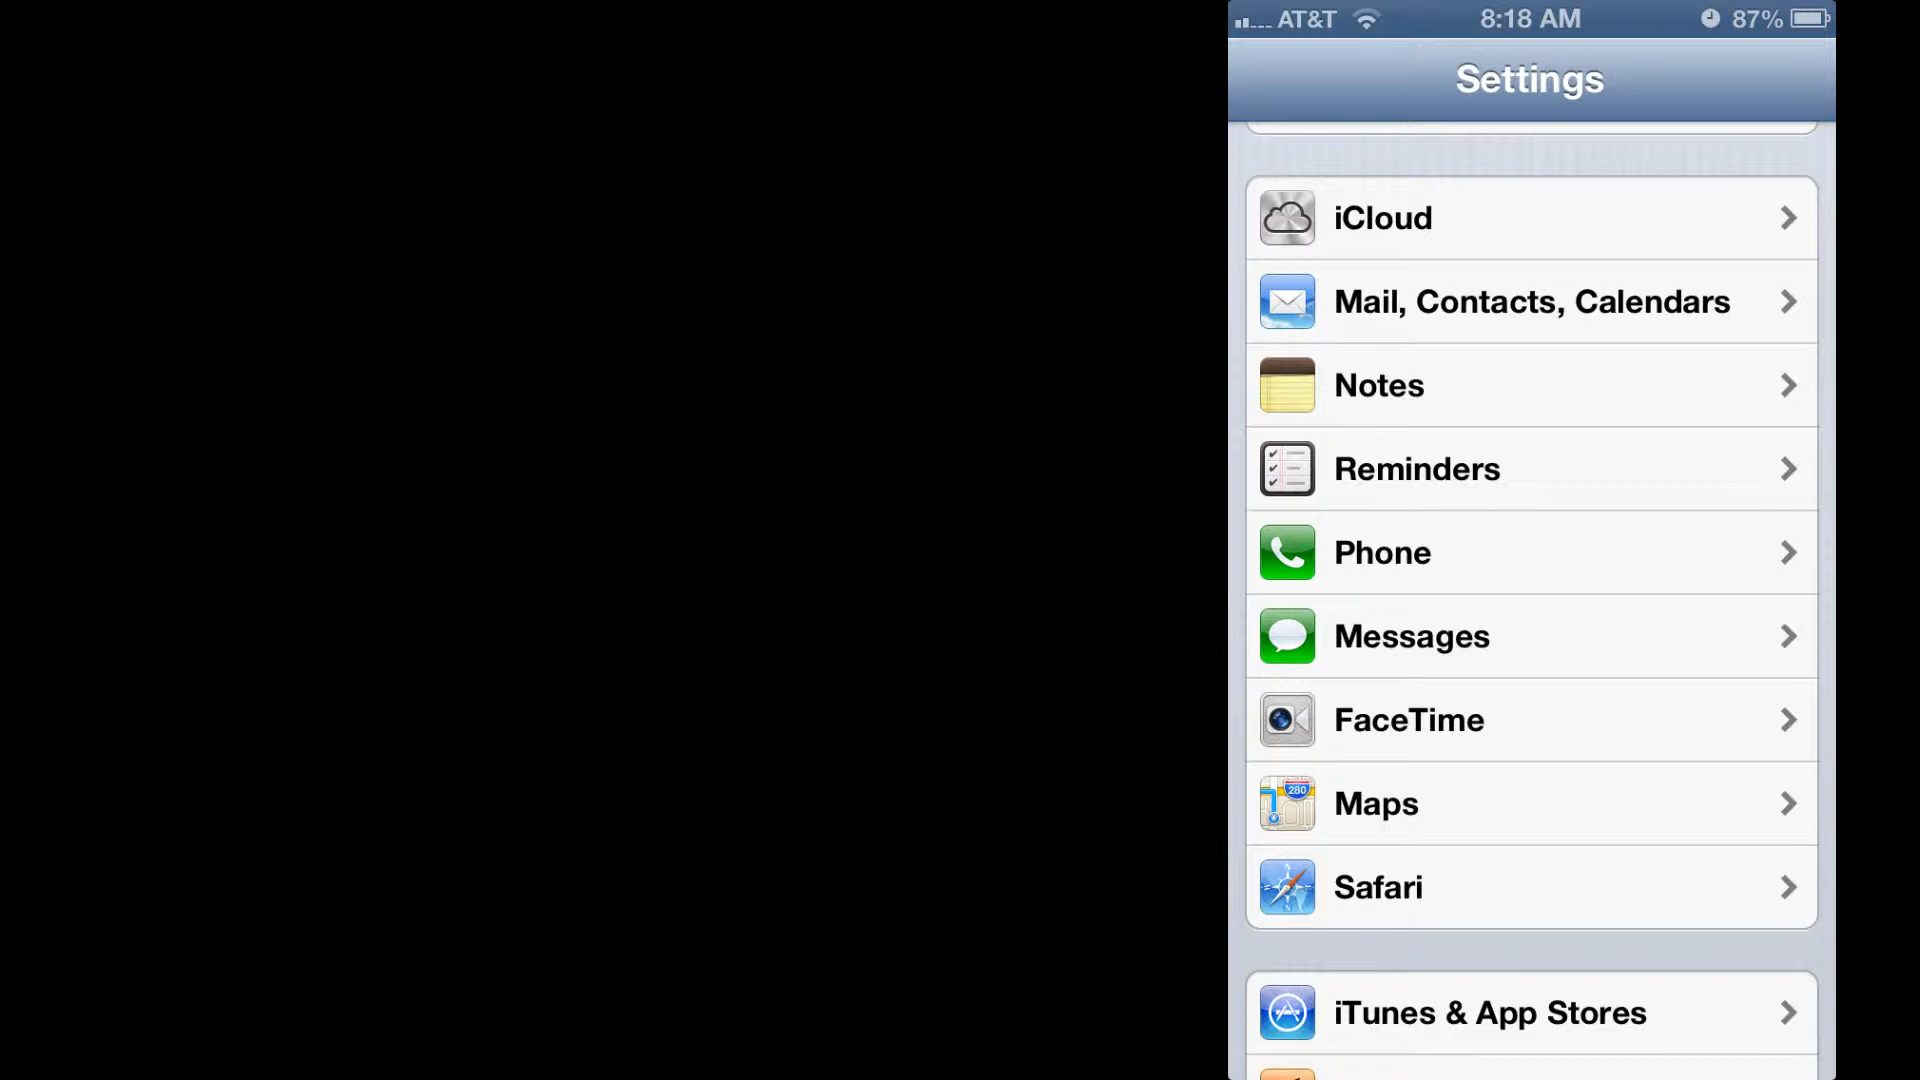 AT&T 8:18 AM 87%
Settings
iCloud
Mail, Contacts, Calendars
Notes
Reminders
Phone
Messages
FaceTime
280
Maps
Safari
iTunes & App Stores